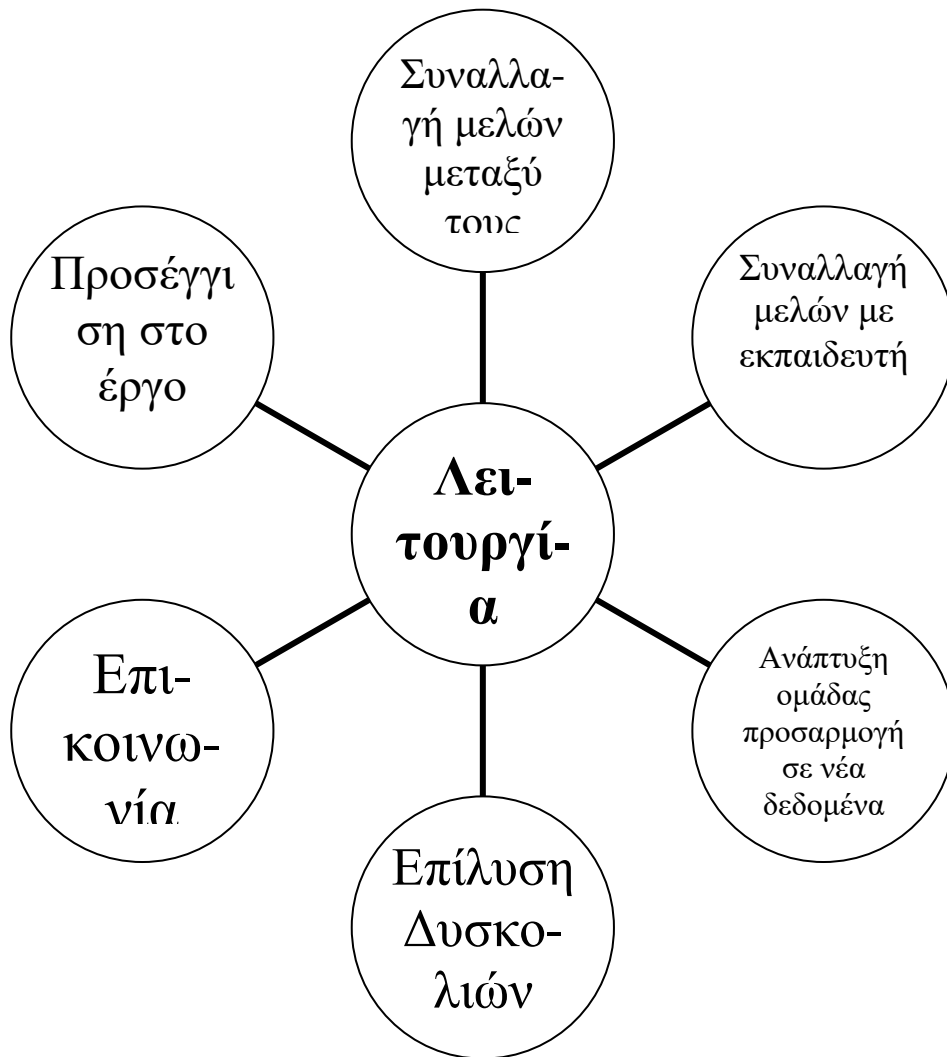 Συναλλα-
γή μελών
μεταξύ
τους
Συναλλαγή
μελών με
εκπαιδευτή
Ανάπτυξη
ομάδας
προσαρμογή
σε νέα
δεδομένα
Επίλυση
Δυσκο-
λιών
Επι-
κοινω-
νία
Προσέγγι
ση στο
έργο
Λει-
τουργί-
α